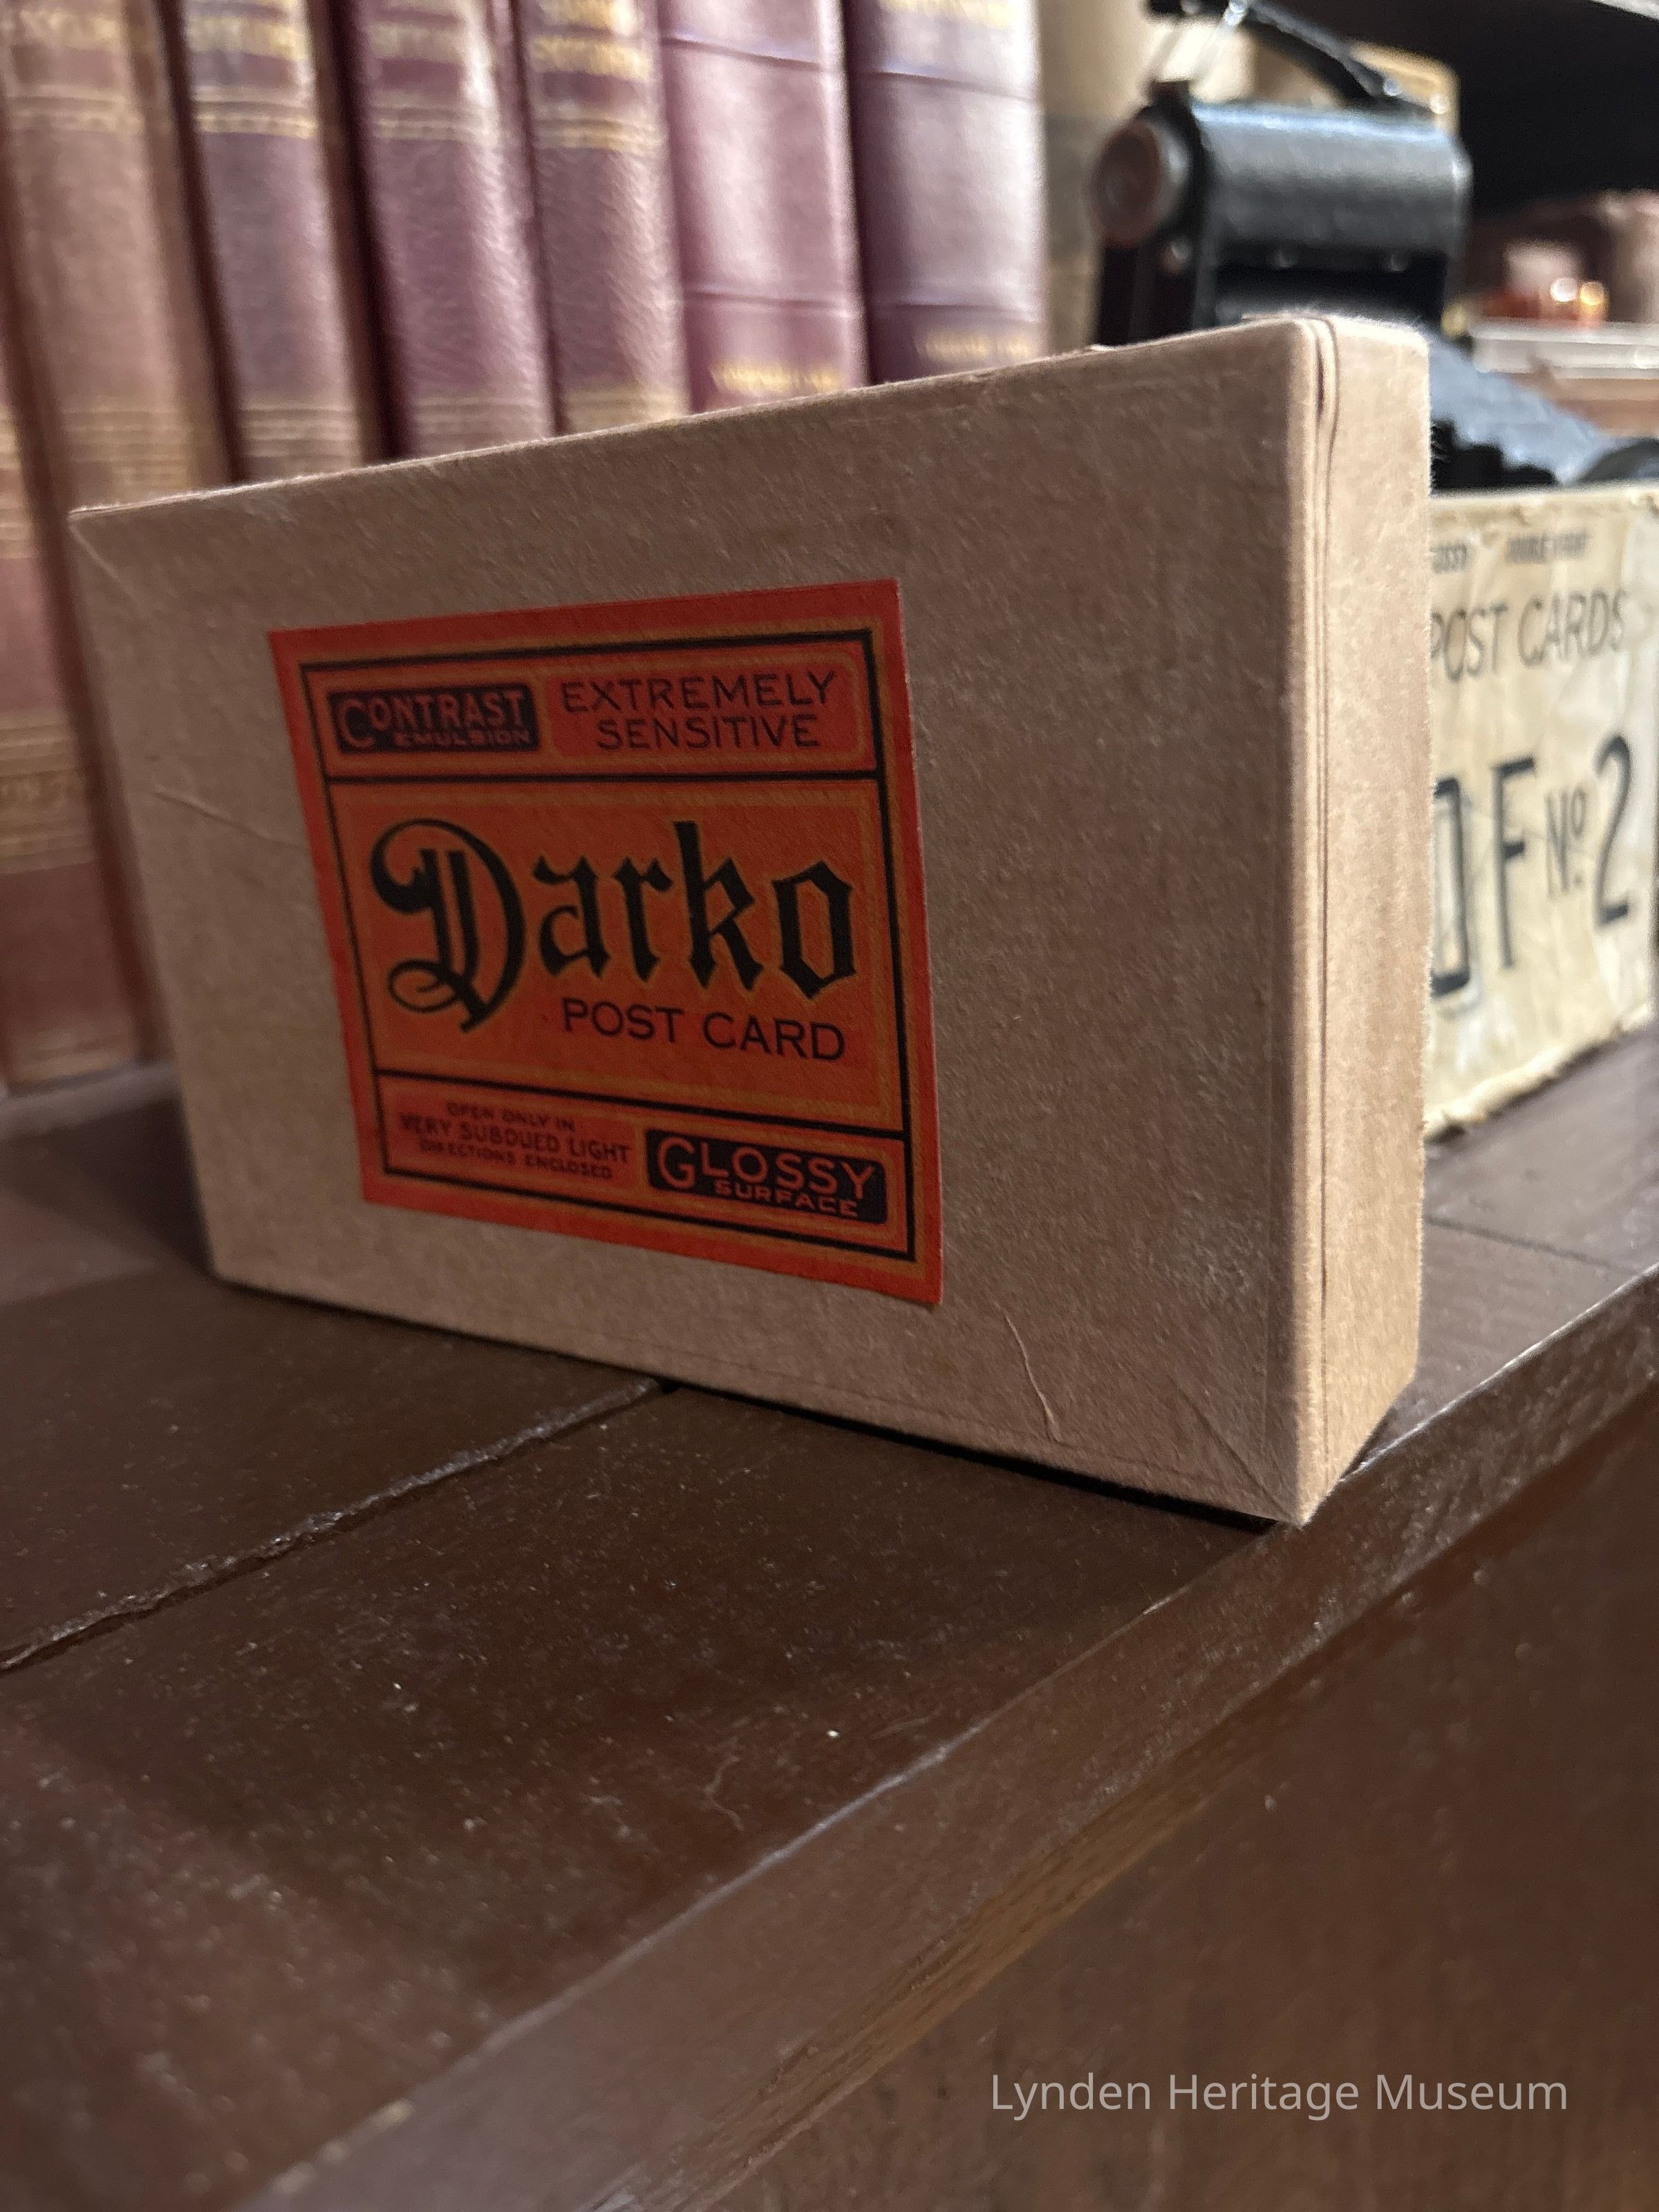 CONTRAST
EMULSION
EXTREMELY
SENSITIVE
Darko
POST CARD
OPEN ONLY IN
VERY SUBDUED LIGHT
DIRECTIONS ENCLOSED
GLOSSY
SURFACE
POST CARDS
OF No 2
Lynden Heritage Museum